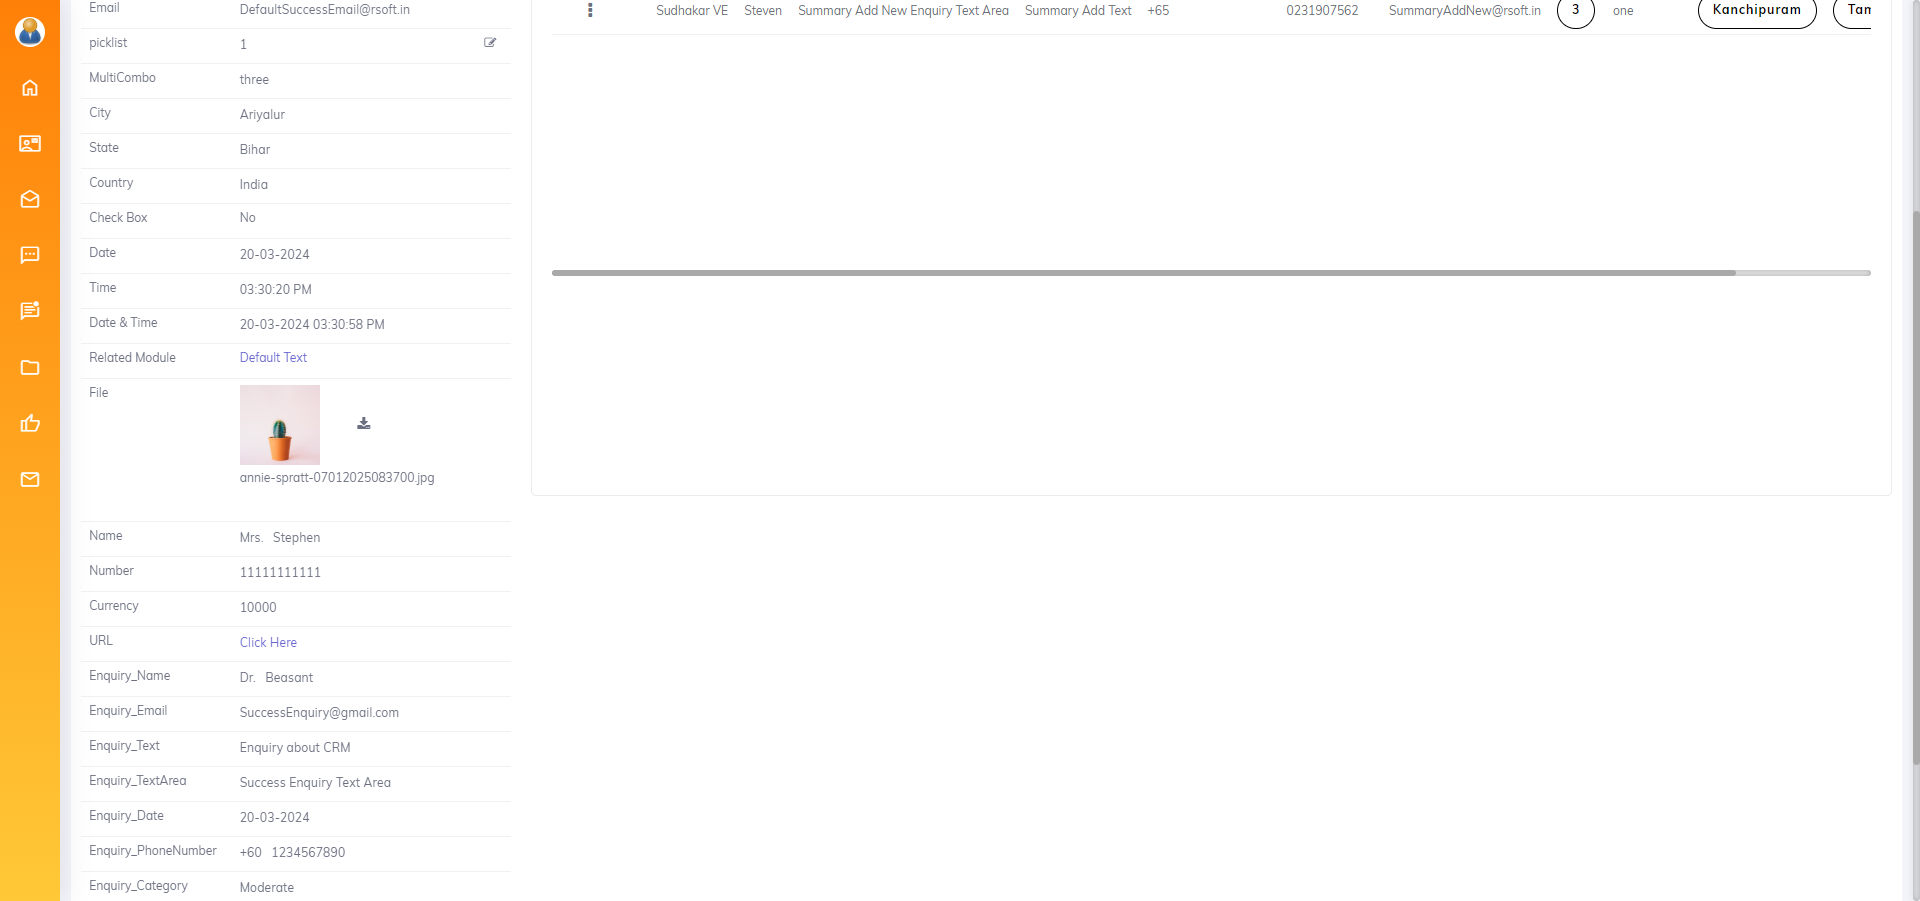 Email DefaultSuccessEmail@rsoft.in
picklist 1
MultiCombo three
City Ariyalur
State Bihar
Country India
Check Box No
Date 20-03-2024
Time 03:30:20 PM
Date & Time 20-03-2024 03:30:58 PM
Related Module Default Text
File
annie-spratt-07012025083700.jpg
Name Mrs. Stephen
Number 11111111111
Currency 10000
URL Click Here
Enquiry_Name Dr. Beasant
Enquiry_Email SuccessEnquiry@gmail.com
Enquiry_Text Enquiry about CRM
Enquiry_TextArea Success Enquiry Text Area
Enquiry_Date 20-03-2024
Enquiry_PhoneNumber +60 1234567890
Enquiry_Category Moderate
Sudhakar VE Steven Summary Add New Enquiry Text Area Summary Add Text +65 0231907562 SummaryAddNew@rsoft.in 3 one Kanchipuram Tam